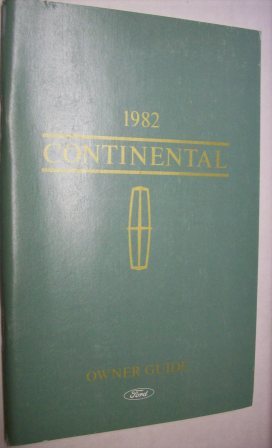 1982
CONTINENTAL
OWNER GUIDE
Ford